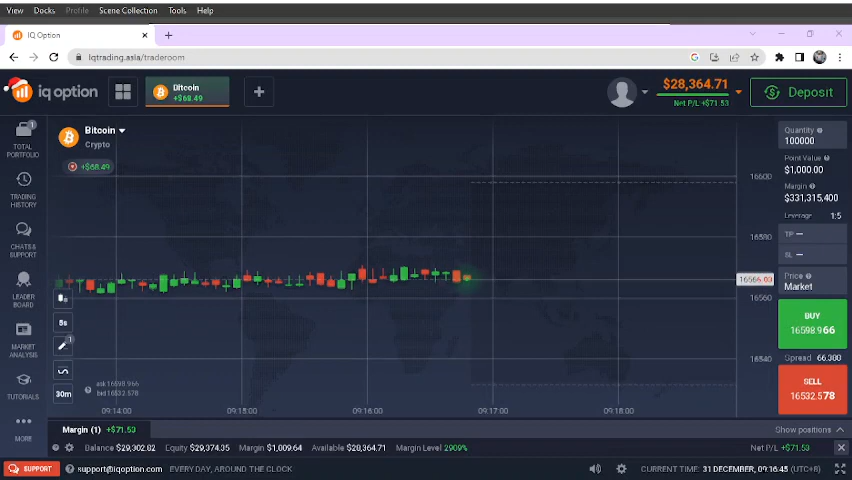 View Docks Profile Scene Collection Tools Help
IQ Option
iqtrading.asia/traderoom
iq option
Bitcoin
+$68.49
$28,364.71
Net P/L +$71.53
Deposit
1
TOTAL
PORTFOLIO
TRADING
HISTORY
CHATS &
SUPPORT
LEADER
BOARD
MARKET
ANALYSIS
TUTORIALS
MORE
Bitcoin
Crypto
+$68.49
5s
1
30m
ask 16598.966
bid 16532.578
09:14:00 09:15:00 09:16:00 09:17:00 09:18:00
16600
16580
16566.
16560
16540
Quantity
100000
Point Value
$1,000.00
Margin
$331,315,400
Leverage 1:5
TP —
SL —
Price
Market
BUY
16598.966
Spread 66.300
SELL
16532.578
Margin (1) +$71.53
Show positions
Balance $29,302.82 Equity $29,374.35 Margin $1,009.64 Available $28,364.71 Margin Level 2909%
Net P/L +$71.53
SUPPORT
support@iqoption.com EVERY DAY, AROUND THE CLOCK
CURRENT TIME: 31 DECEMBER, 09:16:45 (UTC+8)